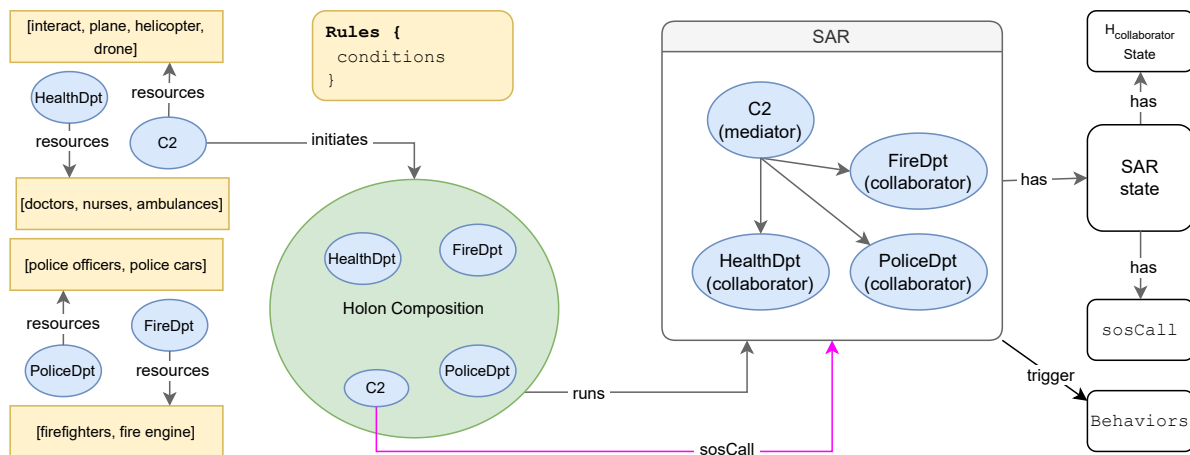 [interact, plane, helicopter,
drone]
HealthDpt
resources
resources
C2
[doctors, nurses, ambulances]
[police officers, police cars]
resources
FireDpt
PoliceDpt
resources
[firefighters, fire engine]
Rules {
conditions
}
initiates
HealthDpt
FireDpt
Holon Composition
C2
PoliceDpt
runs
sosCall
SAR
C2
(mediator)
FireDpt
(collaborator)
HealthDpt
(collaborator)
PoliceDpt
(collaborator)
has
trigger
Hcollaborator
State
has
SAR
state
has
sosCall
Behaviors